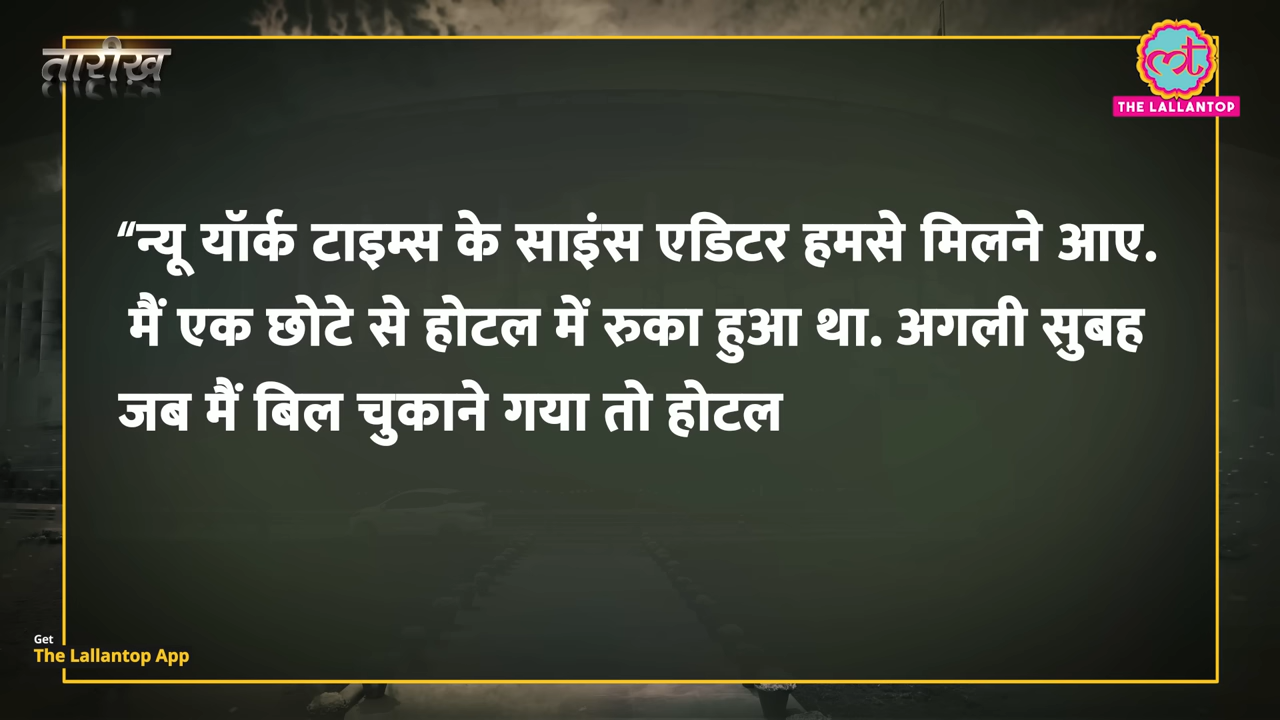 तारीख़
THE LALLANTOP
“न्यू यॉर्क टाइम्स के साइंस एडिटर हमसे मिलने आए.
मैं एक छोटे से होटल में रुका हुआ था. अगली सुबह
जब मैं बिल चुकाने गया तो होटल
Get
The Lallantop App